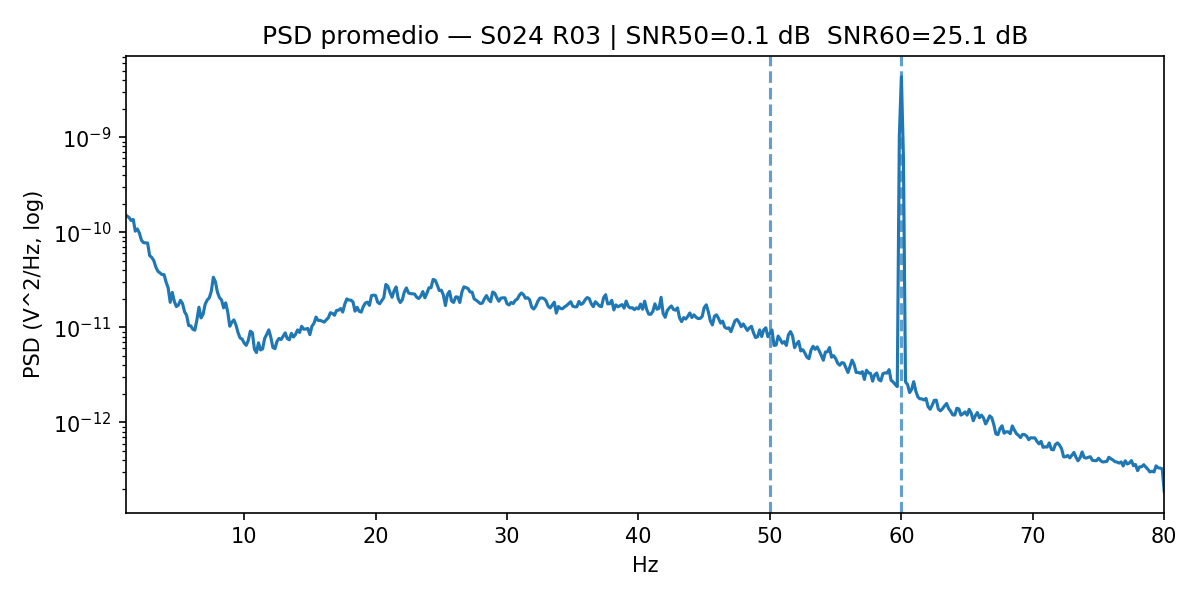 PSD promedio — S024 R03 | SNR50=0.1 dB  SNR60=25.1 dB
PSD (V^2/Hz, log)
10⁻⁹
10⁻¹⁰
10⁻¹¹
10⁻¹²
10 20 30 40 50 60 70 80
Hz